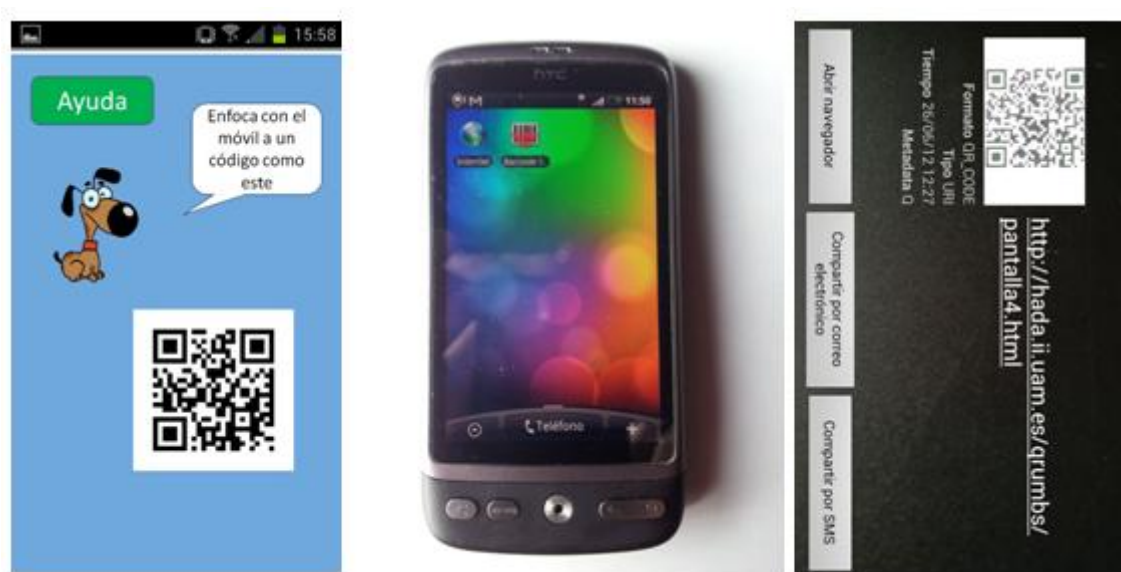 15:58
Ayuda
Enfoca con el
móvil a un
código como
este
htc
11:50
Internet
Teléfono
Formato QR_CODE
Tipo URI
Tiempo 26/06/12 12:27
Metadata Q
http://hada.ii.uam.es/qrumbs/
pantalla4.html
Abrir navegador
Compartir por correo
electrónico
Compartir por SMS